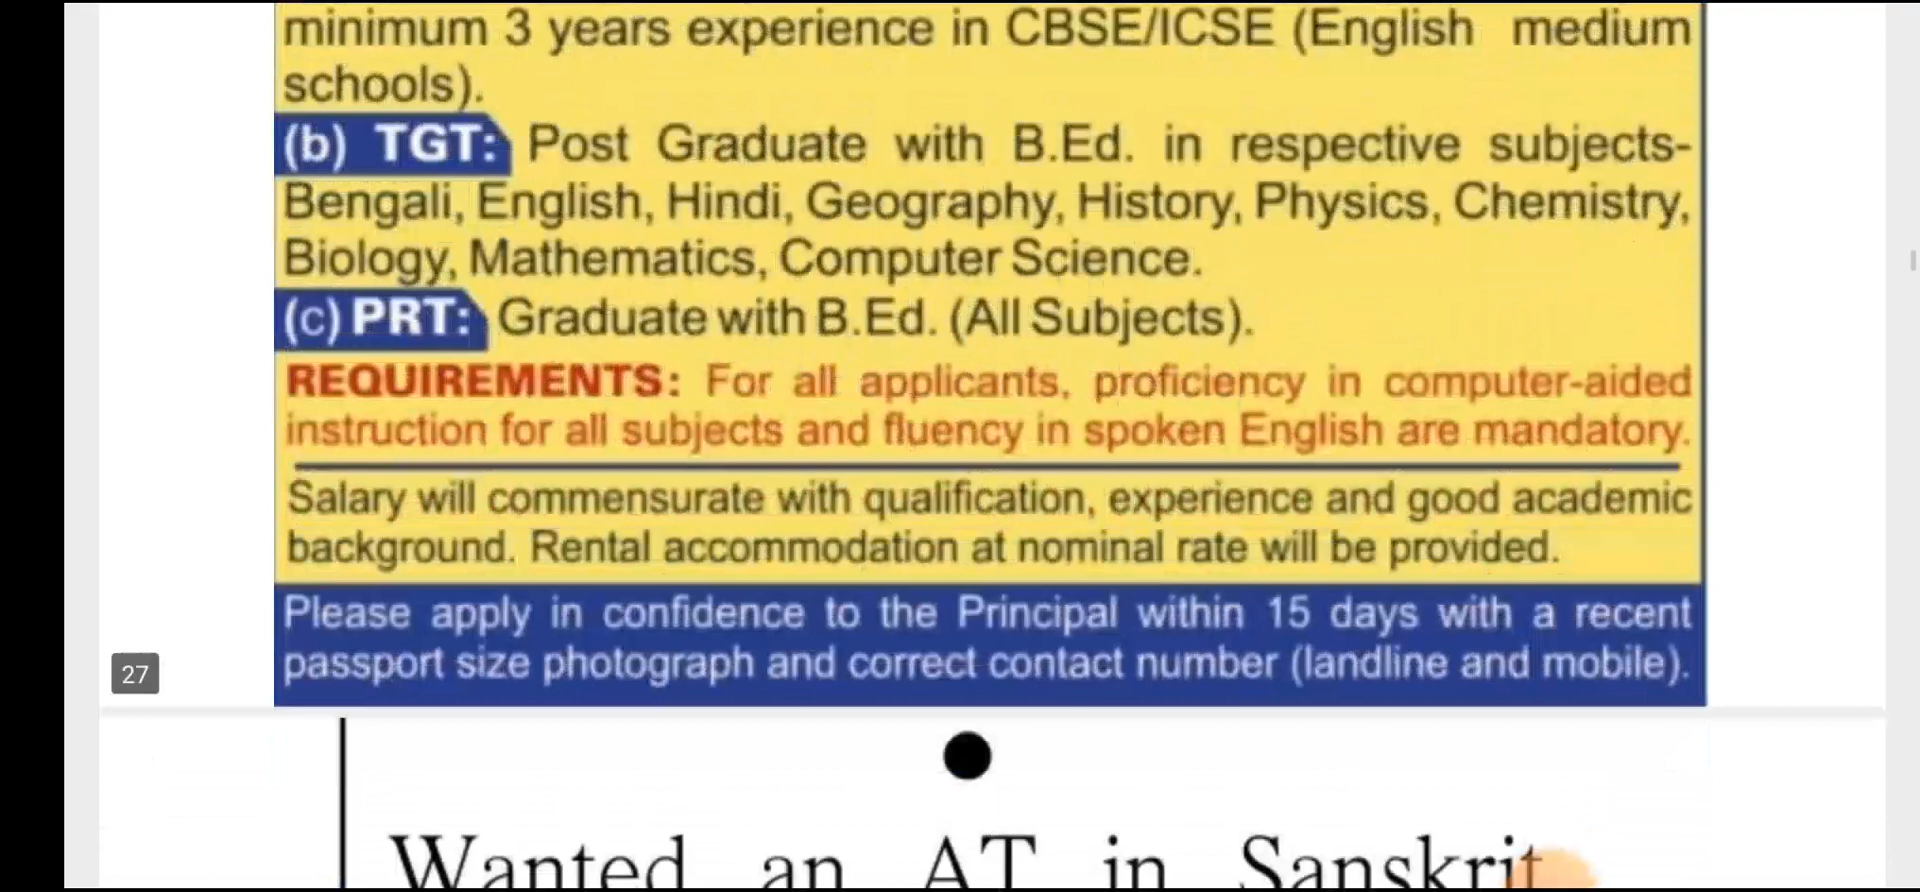 minimum 3 years experience in CBSE/ICSE (English medium
schools).
(b) TGT: Post Graduate with B.Ed. in respective subjects-
Bengali, English, Hindi, Geography, History, Physics, Chemistry,
Biology, Mathematics, Computer Science.
(c) PRT: Graduate with B.Ed. (All Subjects).
REQUIREMENTS: For all applicants, proficiency in computer-aided
instruction for all subjects and fluency in spoken English are mandatory.
Salary will commensurate with qualification, experience and good academic
background. Rental accommodation at nominal rate will be provided.
Please apply in confidence to the Principal within 15 days with a recent
passport size photograph and correct contact number (landline and mobile).
27
Wanted an AT in Sanskrit